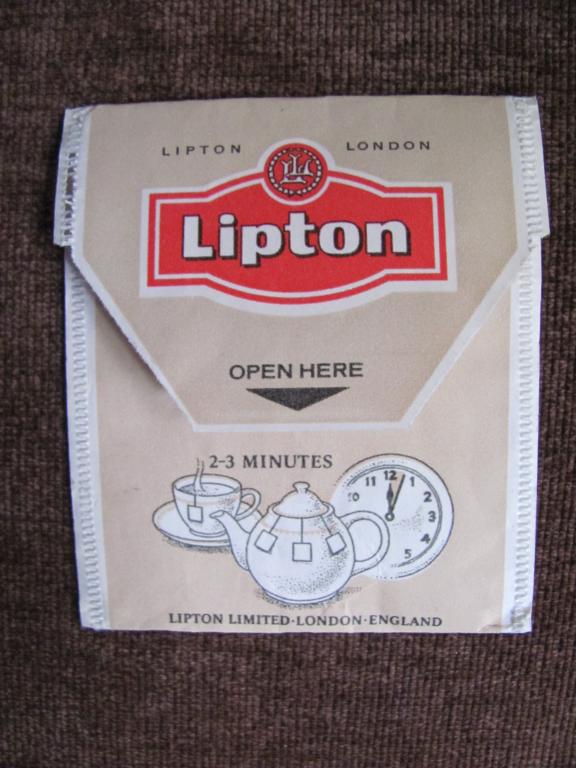 LIPTON LONDON
Lipton
OPEN HERE
2-3 MINUTES
10 11 12 1 2 3 4 5
LIPTON LIMITED·LONDON·ENGLAND